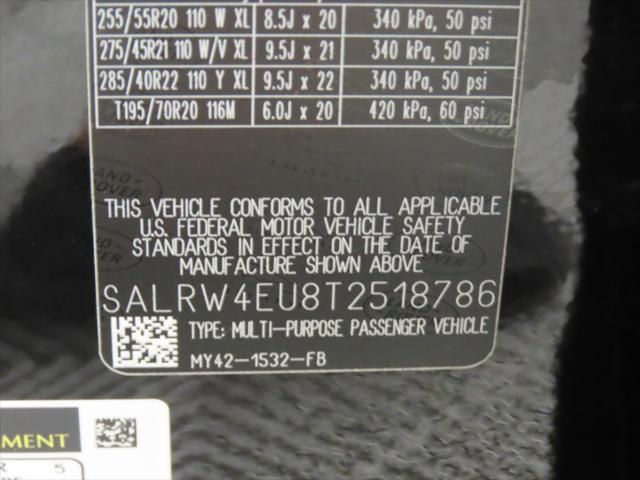 255/55R20 110 W XL 8.5J x 20 340 kPa, 50 psi
275/45R21 110 W/V XL 9.5J x 21 340 kPa, 50 psi
285/40R22 110 Y XL 9.5J x 22 340 kPa, 50 psi
T195/70R20 116M 6.0J x 20 420 kPa, 60 psi
LAND-
ROVER
THIS VEHICLE CONFORMS TO ALL APPLICABLE
U.S. FEDERAL MOTOR VEHICLE SAFETY
STANDARDS IN EFFECT ON THE DATE OF
MANUFACTURE SHOWN ABOVE
SALRW4EU8T2518786
TYPE: MULTI-PURPOSE PASSENGER VEHICLE
MY42-1532-FB
EMENT
R 5